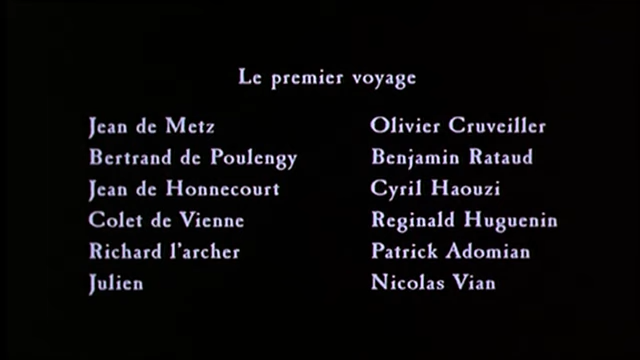 Le premier voyage
Jean de Metz Olivier Cruveiller
Bertrand de Poulengy Benjamin Rataud
Jean de Honnecourt Cyril Haouzi
Colet de Vienne Reginald Huguenin
Richard l'archer Patrick Adomian
Julien Nicolas Vian